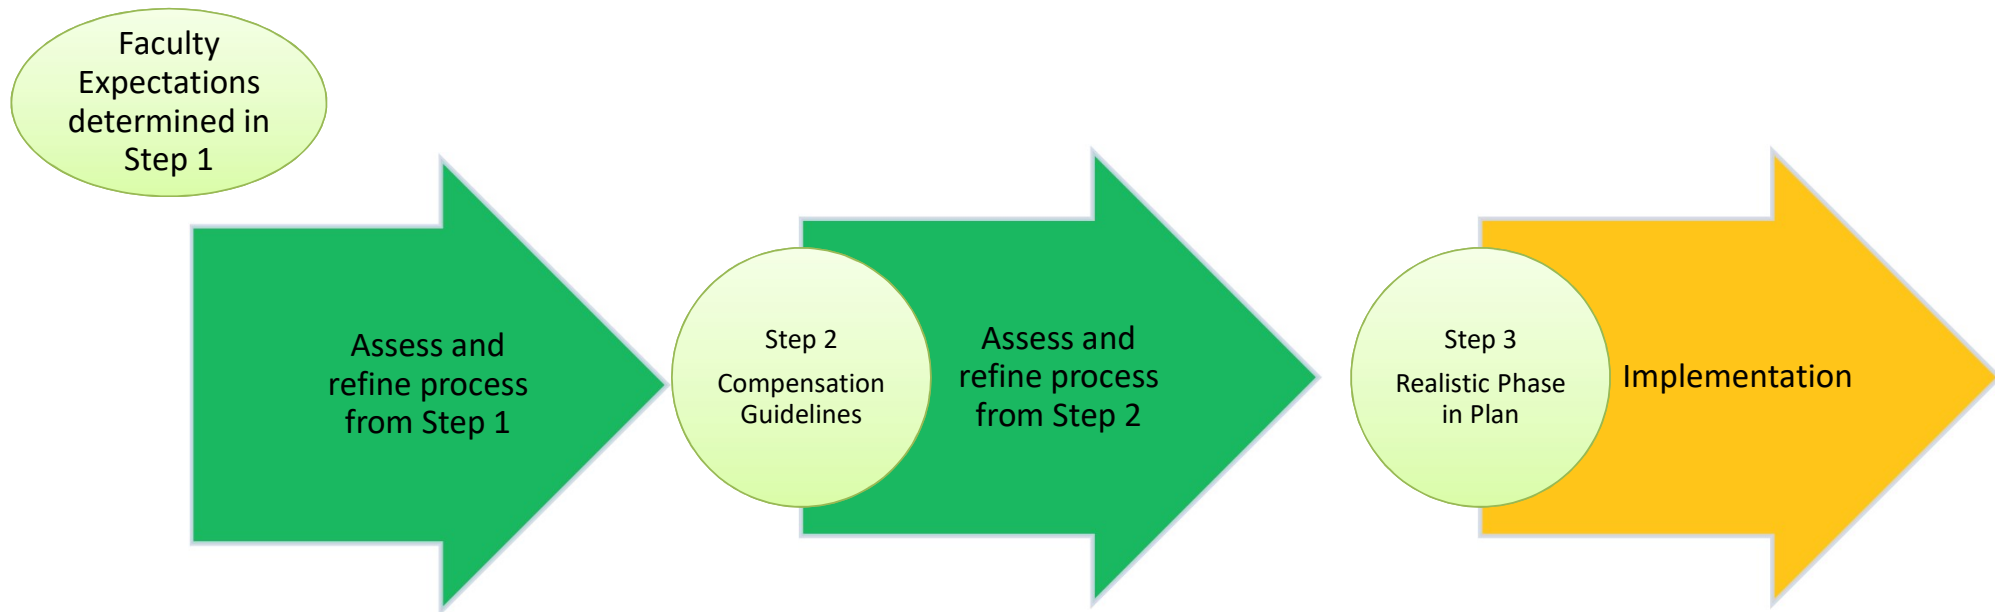 Faculty
Expectations
determined in
Step 1
Assess and
refine process
from Step 1
Step 2
Compensation
Guidelines
Assess and
refine process
from Step 2
Step 3
Realistic Phase
in Plan
Implementation